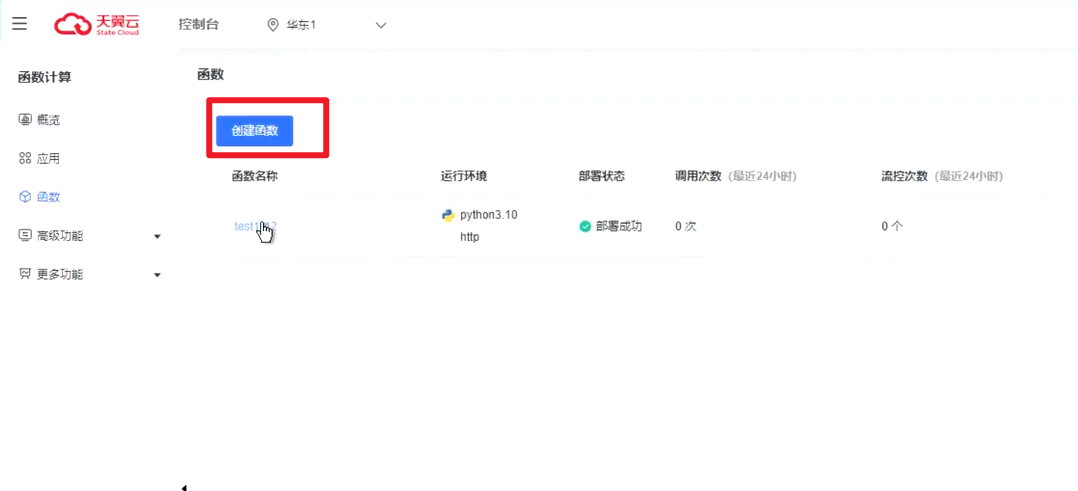 天翼云 控制台 华东1
State Cloud
函数计算
概览
应用
函数
高级功能
更多功能
函数
创建函数
函数名称 运行环境 部署状态 调用次数 (最近24小时) 流控次数 (最近24小时)
python3.10
部署成功 0 次 0 个
http